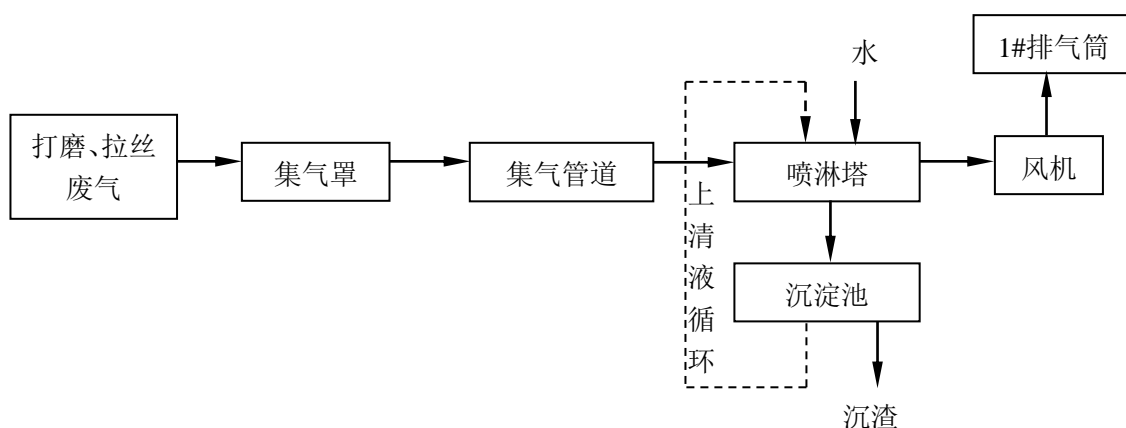 水
1#排气筒
打磨、拉丝
废气
集气罩
集气管道
喷淋塔
风机
上清液循环
沉淀池
沉渣